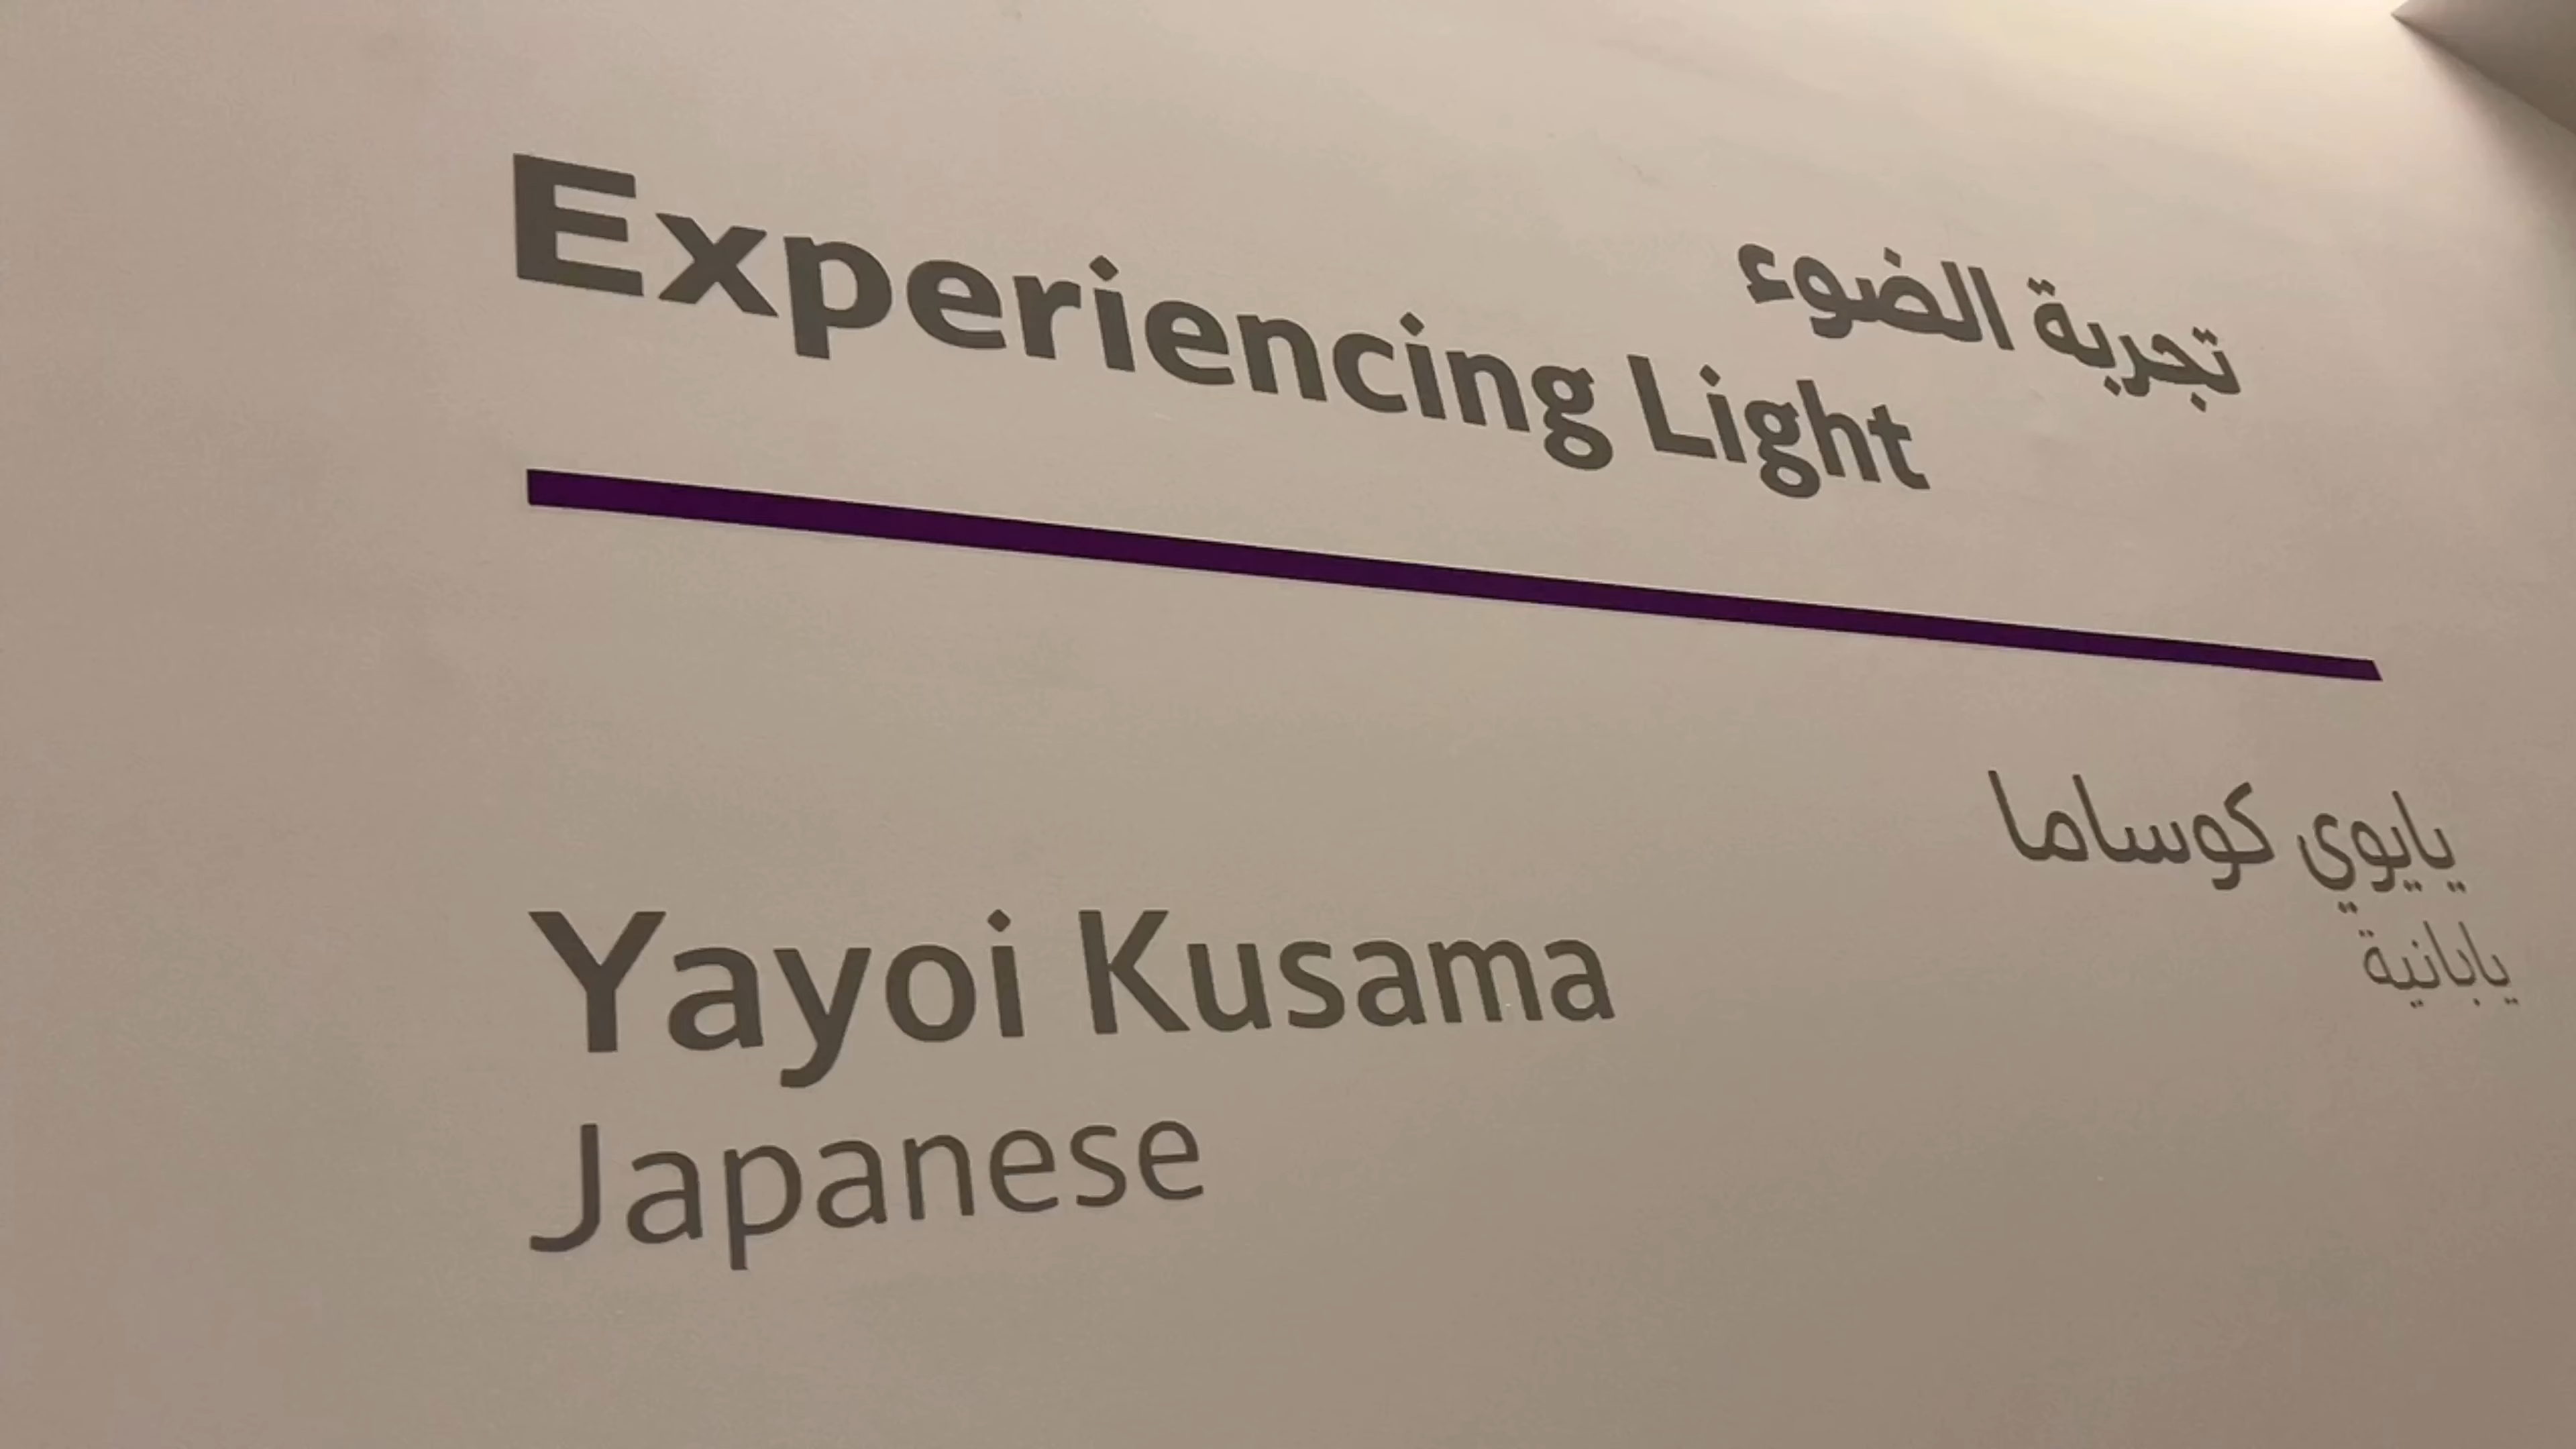 تجربة الضوء
Experiencing Light
يايوي كوساما
يابانية
Yayoi Kusama
Japanese